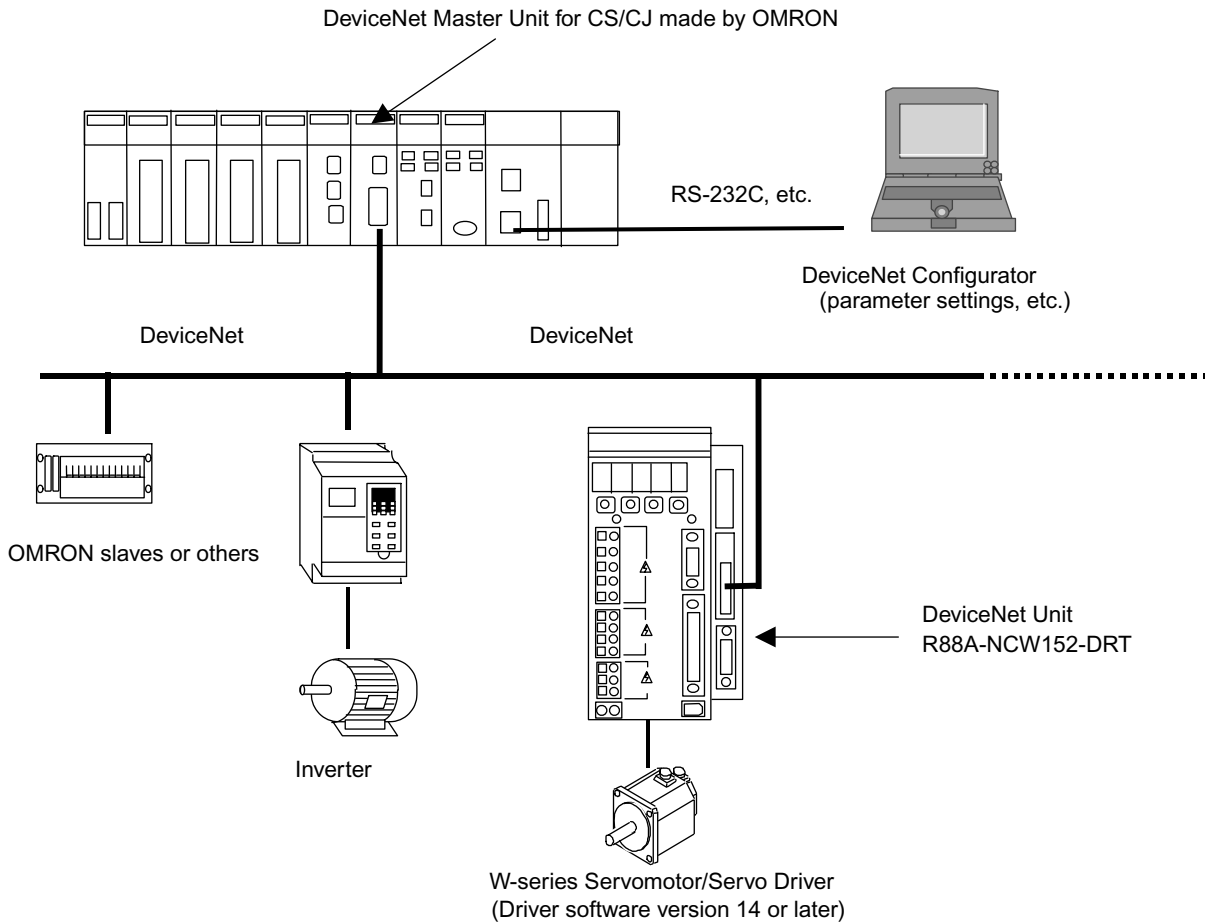 DeviceNet Master Unit for CS/CJ made by OMRON
RS-232C, etc.
DeviceNet Configurator
(parameter settings, etc.)
DeviceNet
DeviceNet
OMRON slaves or others
DeviceNet Unit
R88A-NCW152-DRT
Inverter
W-series Servomotor/Servo Driver
(Driver software version 14 or later)